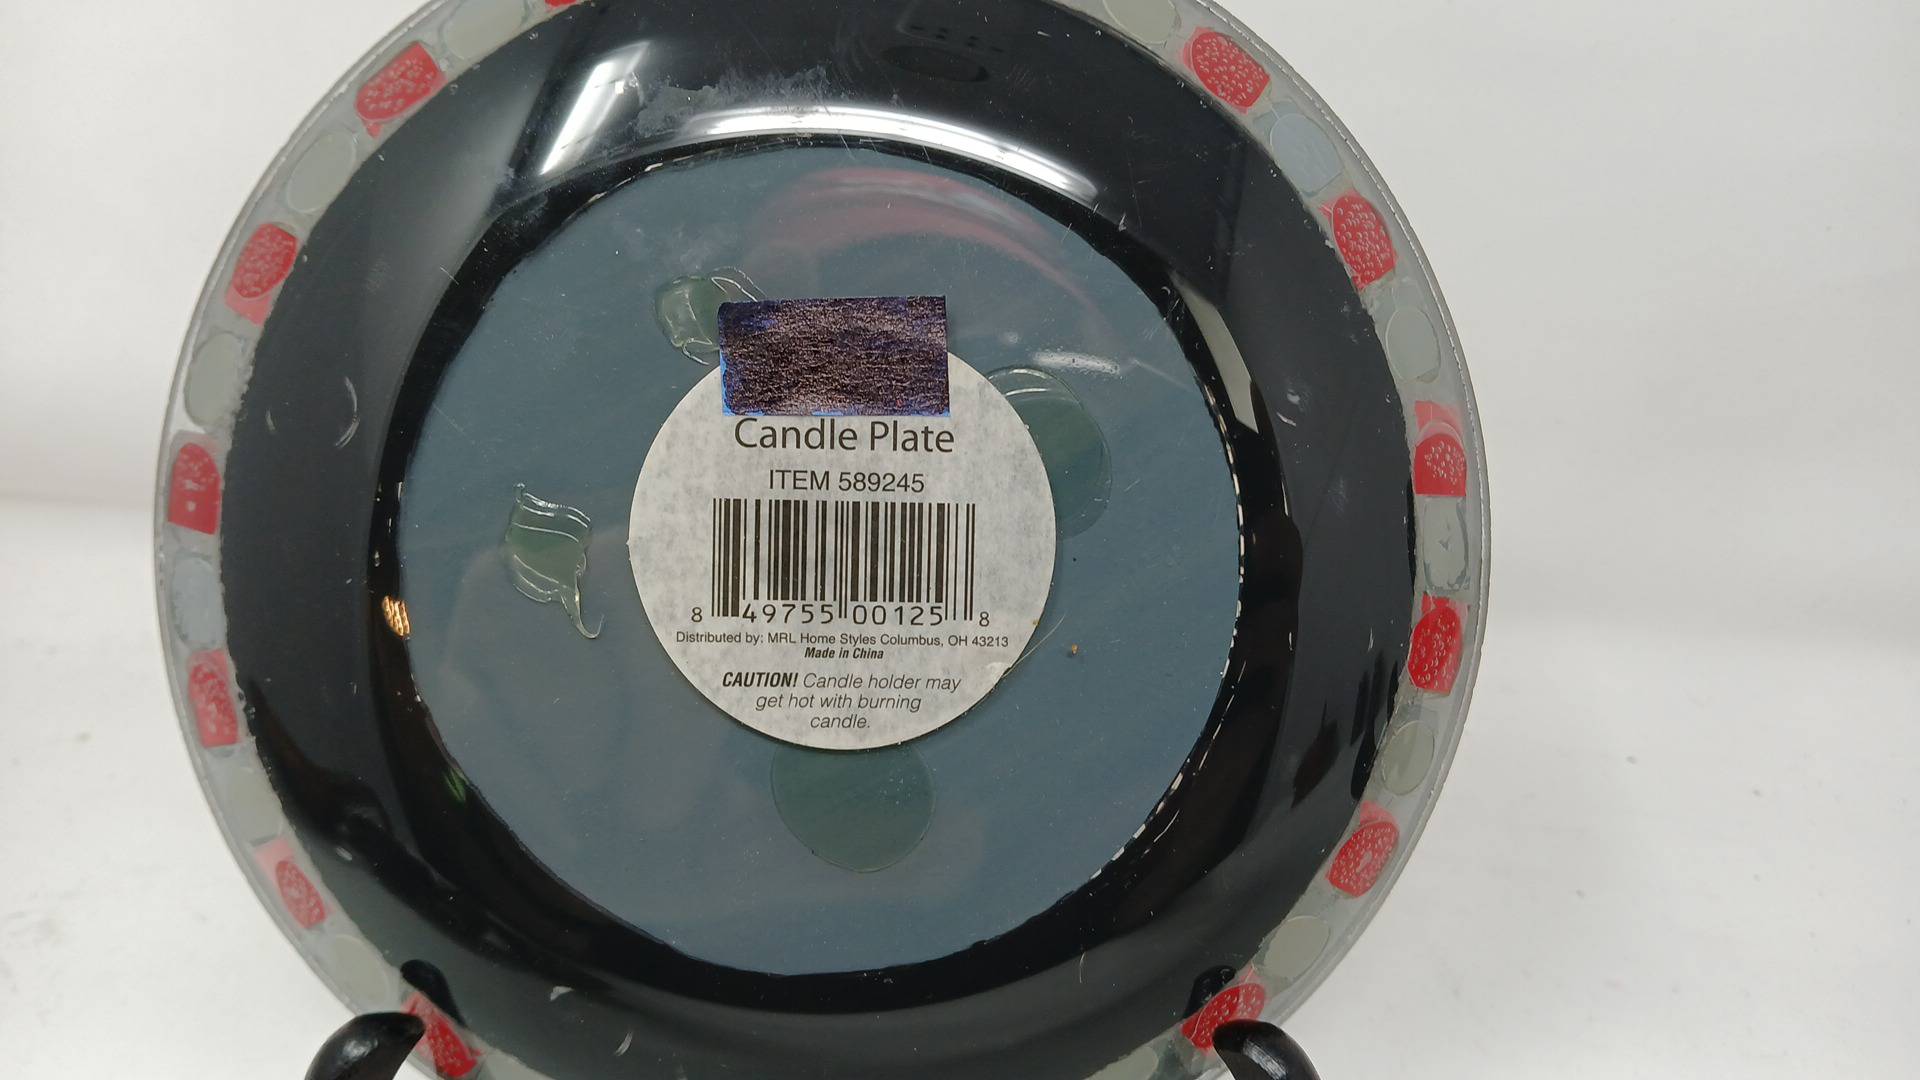 Candle Plate
ITEM 589245
8 49755 00125 8
Distributed by: MRL Home Styles Columbus, OH 43213
Made in China
CAUTION! Candle holder may
get hot with burning
candle.